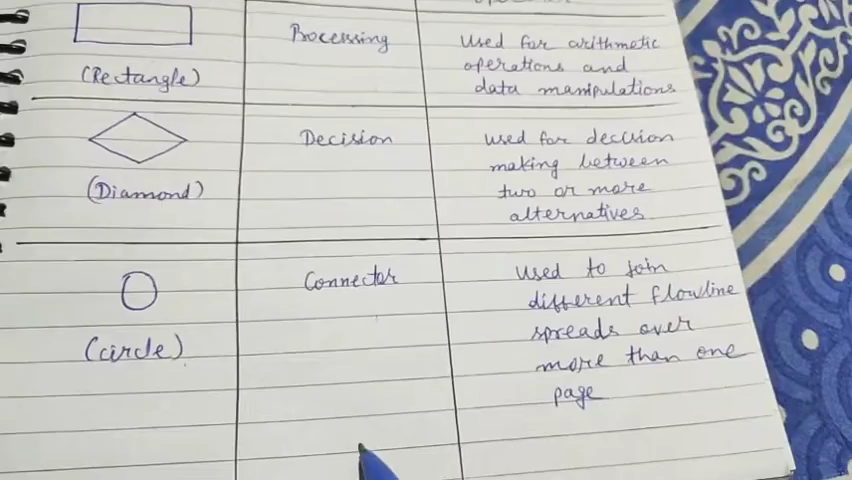 (Rectangle)
Processing
Used for arithmetic
operations and
data manipulations
(Diamond)
Decision
used for decision
making between
two or more
alternatives
(circle)
Connector
Used to join
different flowline
spreads over
more than one
page